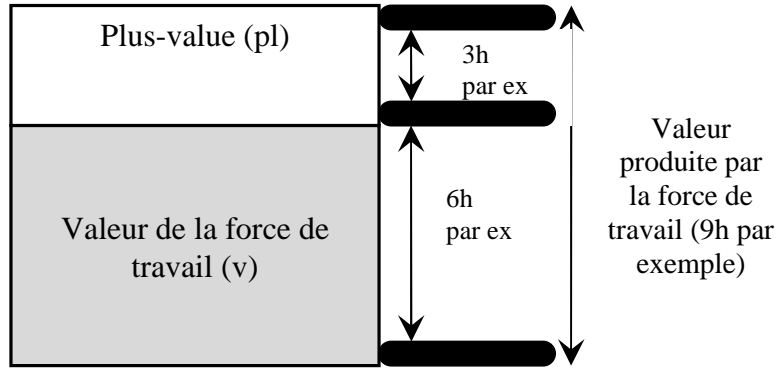 Plus-value (pl)
3h
par ex
Valeur de la force de
travail (v)
6h
par ex
Valeur
produite par
la force de
travail (9h par
exemple)